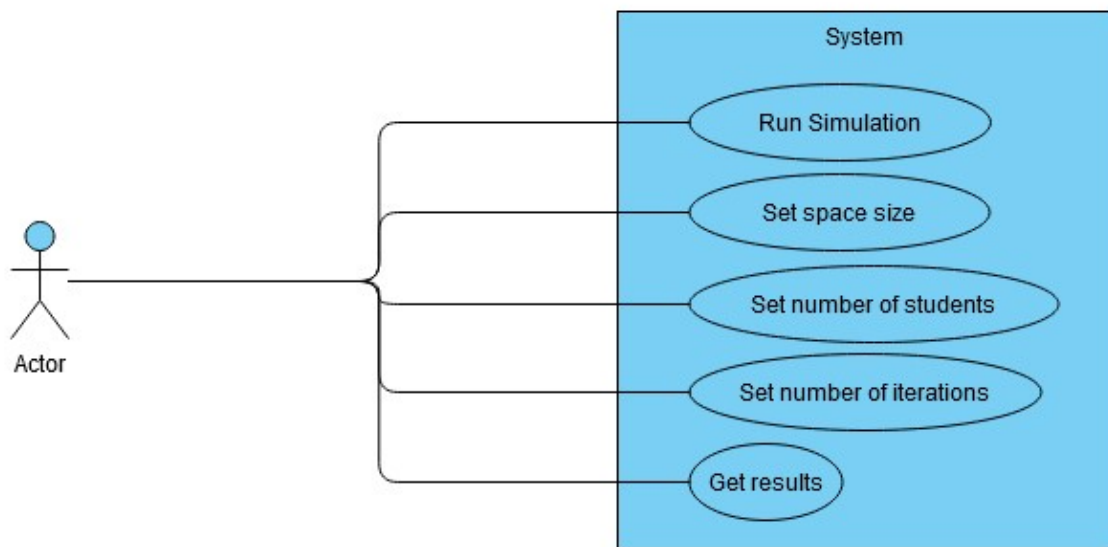 System
Run Simulation
Set space size
Set number of students
Set number of iterations
Get results
Actor